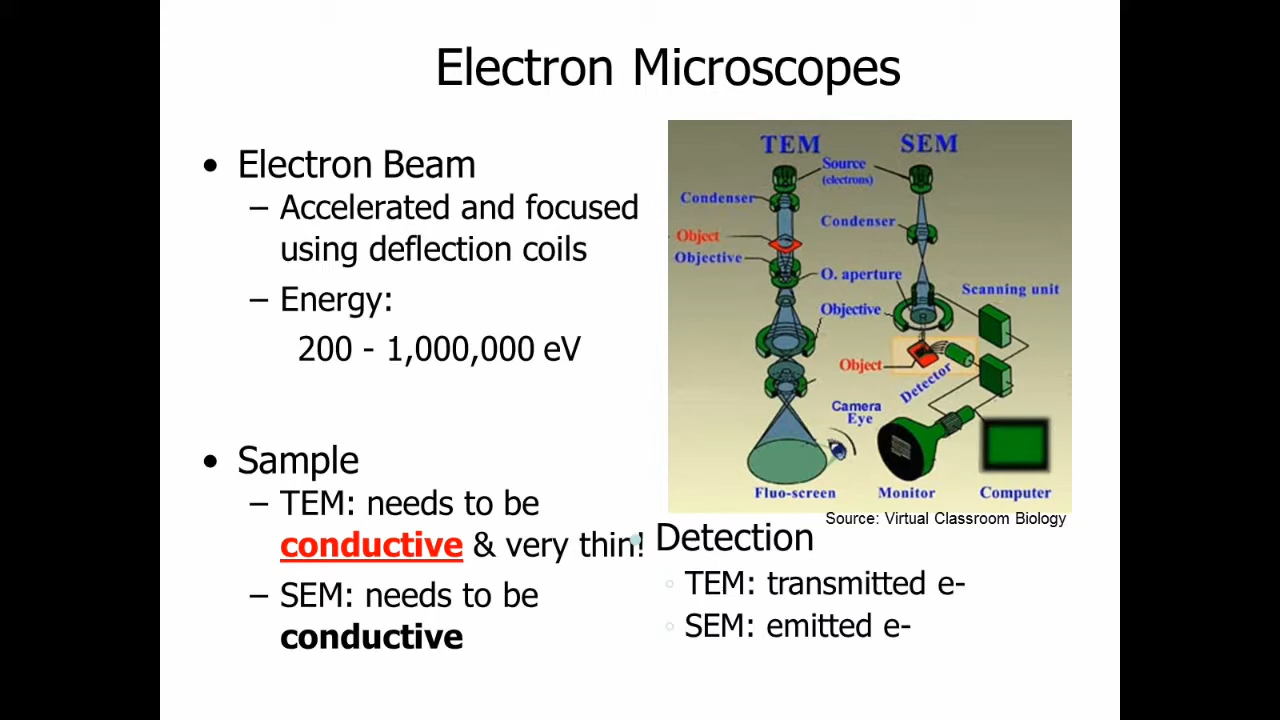 Electron Microscopes
• Electron Beam
– Accelerated and focused
using deflection coils
– Energy:
200 - 1,000,000 eV
• Sample
– TEM: needs to be
conductive & very thin!
– SEM: needs to be
conductive
TEM
SEM
Source
(electrons)
Condenser
Condenser
Object
Objective
O. aperture
Scanning unit
Objective
Object
Detector
Camera
Eye
Fluo-screen
Monitor
Computer
Source: Virtual Classroom Biology
• Detection
◦ TEM: transmitted e-
◦ SEM: emitted e-